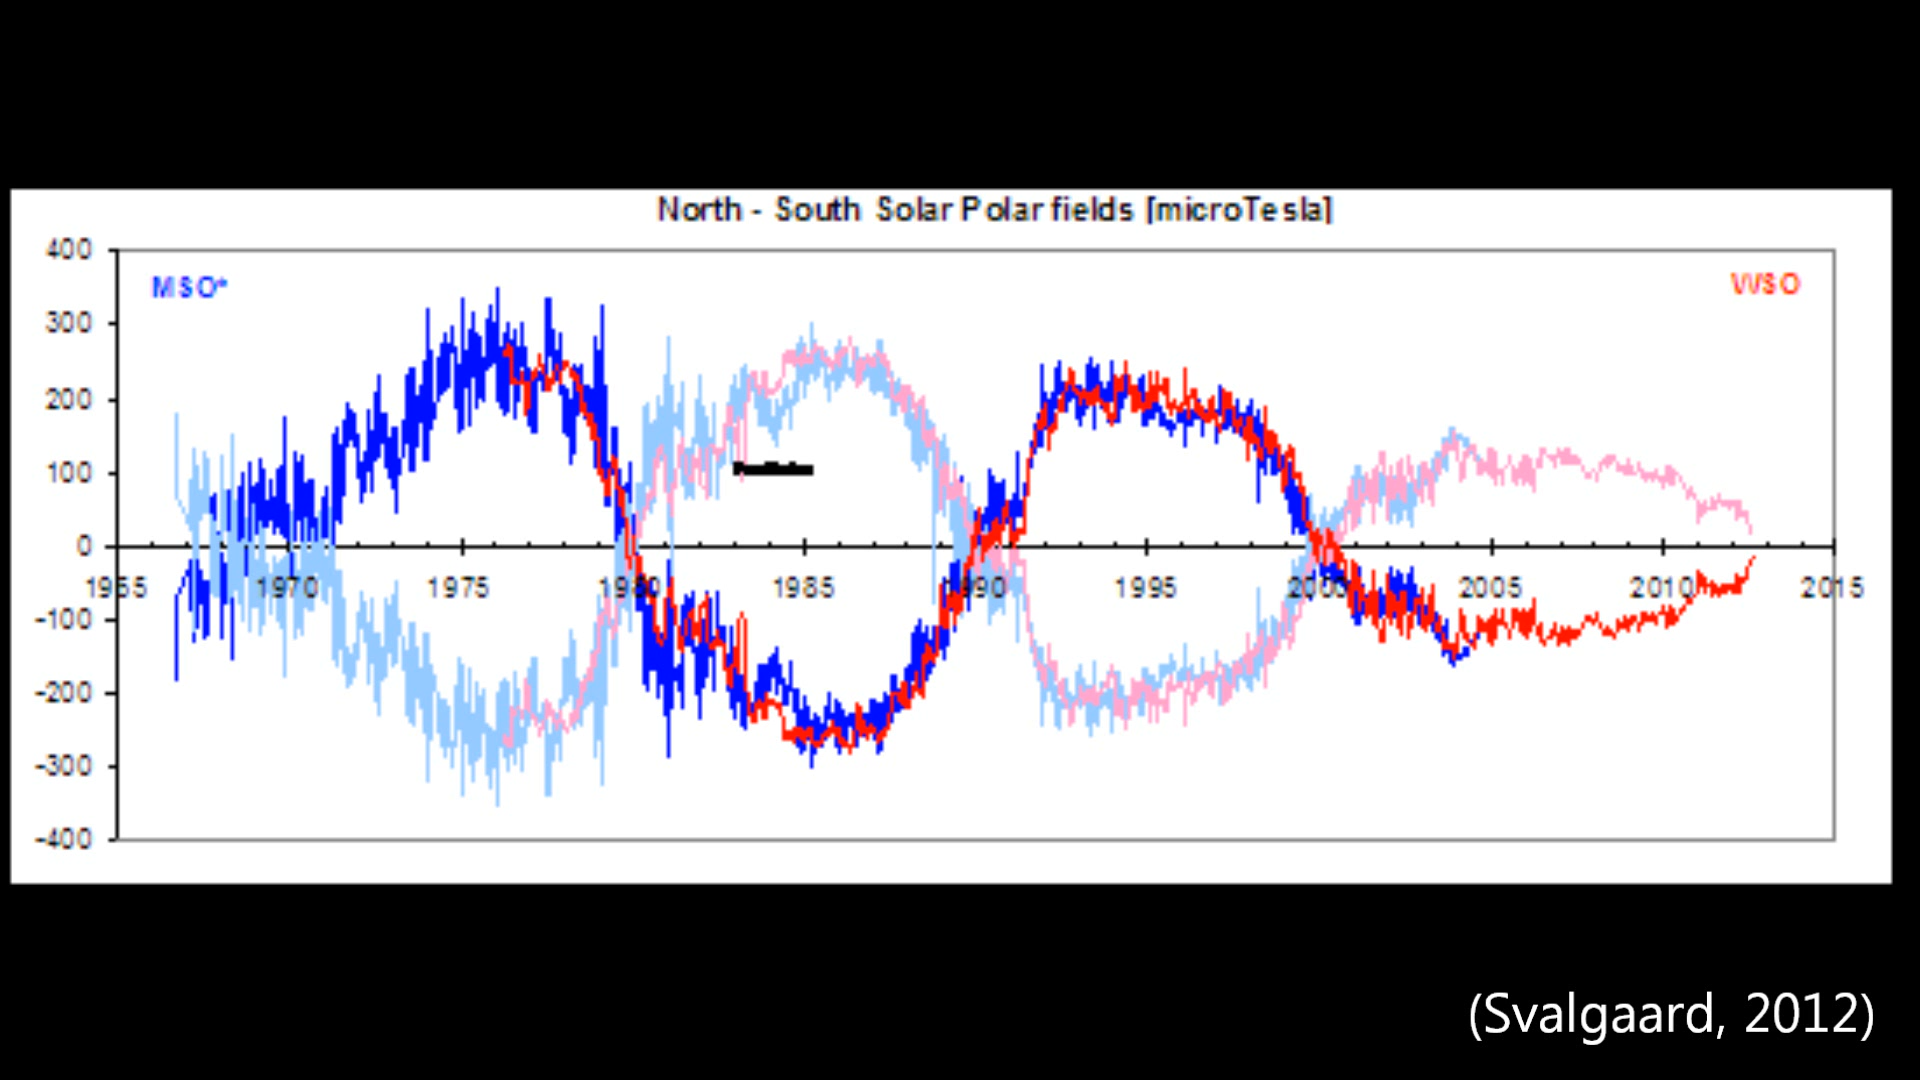 North - South Solar Polar fields [microTesla]
400
MSO*
WSO
300
200
100
0
1965 1970 1975 1980 1985 1990 1995 2000 2005 2010 2015
-100
-200
-300
-400
(Svalgaard, 2012)